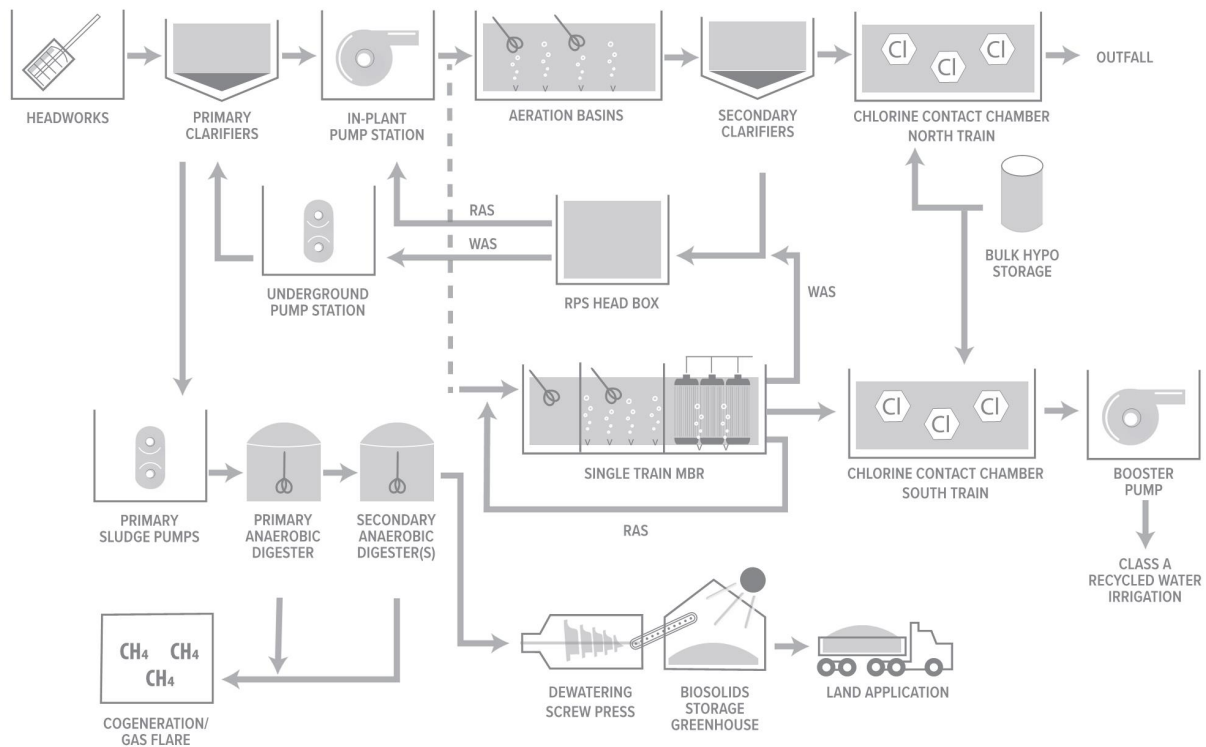 HEADWORKS
PRIMARY
CLARIFIERS
IN-PLANT
PUMP STATION
AERATION BASINS
SECONDARY
CLARIFIERS
Cl
Cl
Cl
CHLORINE CONTACT CHAMBER
NORTH TRAIN
OUTFALL
RAS
WAS
UNDERGROUND
PUMP STATION
RPS HEAD BOX
WAS
BULK HYPO
STORAGE
SINGLE TRAIN MBR
RAS
Cl
Cl
Cl
CHLORINE CONTACT CHAMBER
SOUTH TRAIN
BOOSTER
PUMP
CLASS A
RECYCLED WATER
IRRIGATION
PRIMARY
SLUDGE PUMPS
PRIMARY
ANAEROBIC
DIGESTER
SECONDARY
ANAEROBIC
DIGESTER(S)
CH4 CH4
CH4
COGENERATION/
GAS FLARE
DEWATERING
SCREW PRESS
BIOSOLIDS
STORAGE
GREENHOUSE
LAND APPLICATION